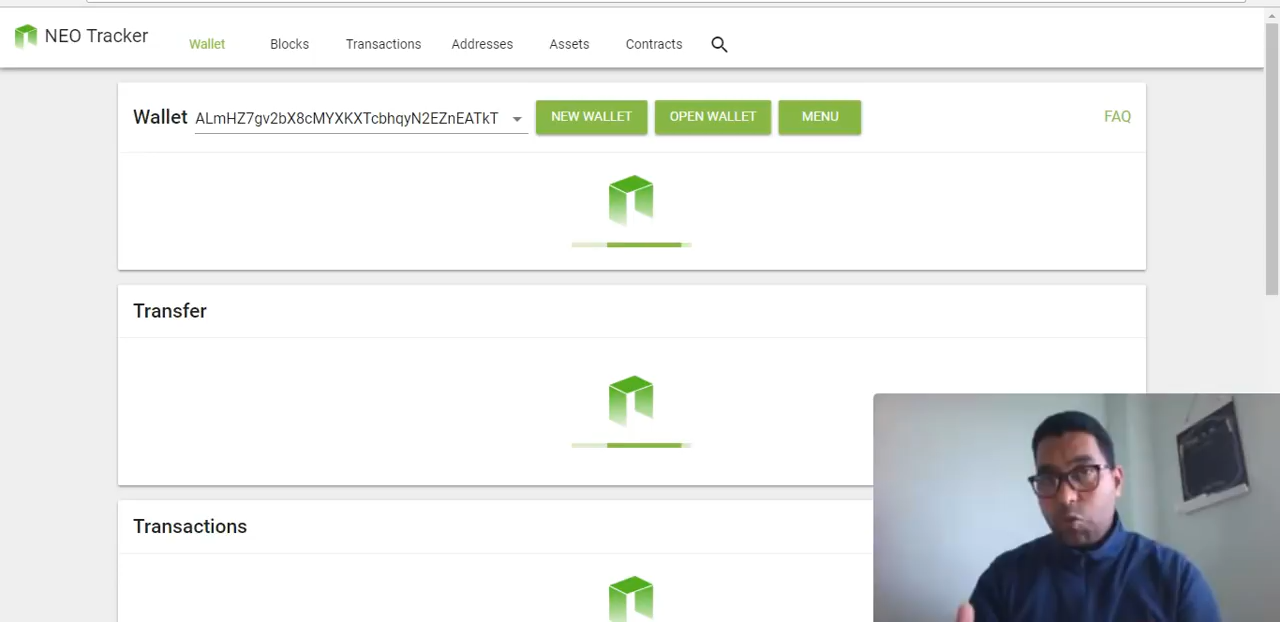 NEO Tracker
Wallet Blocks Transactions Addresses Assets Contracts
Wallet ALmHZ7gv2bX8cMYXKXTcbhqyN2EZnEATkT NEW WALLET OPEN WALLET MENU FAQ
Transfer
Transactions